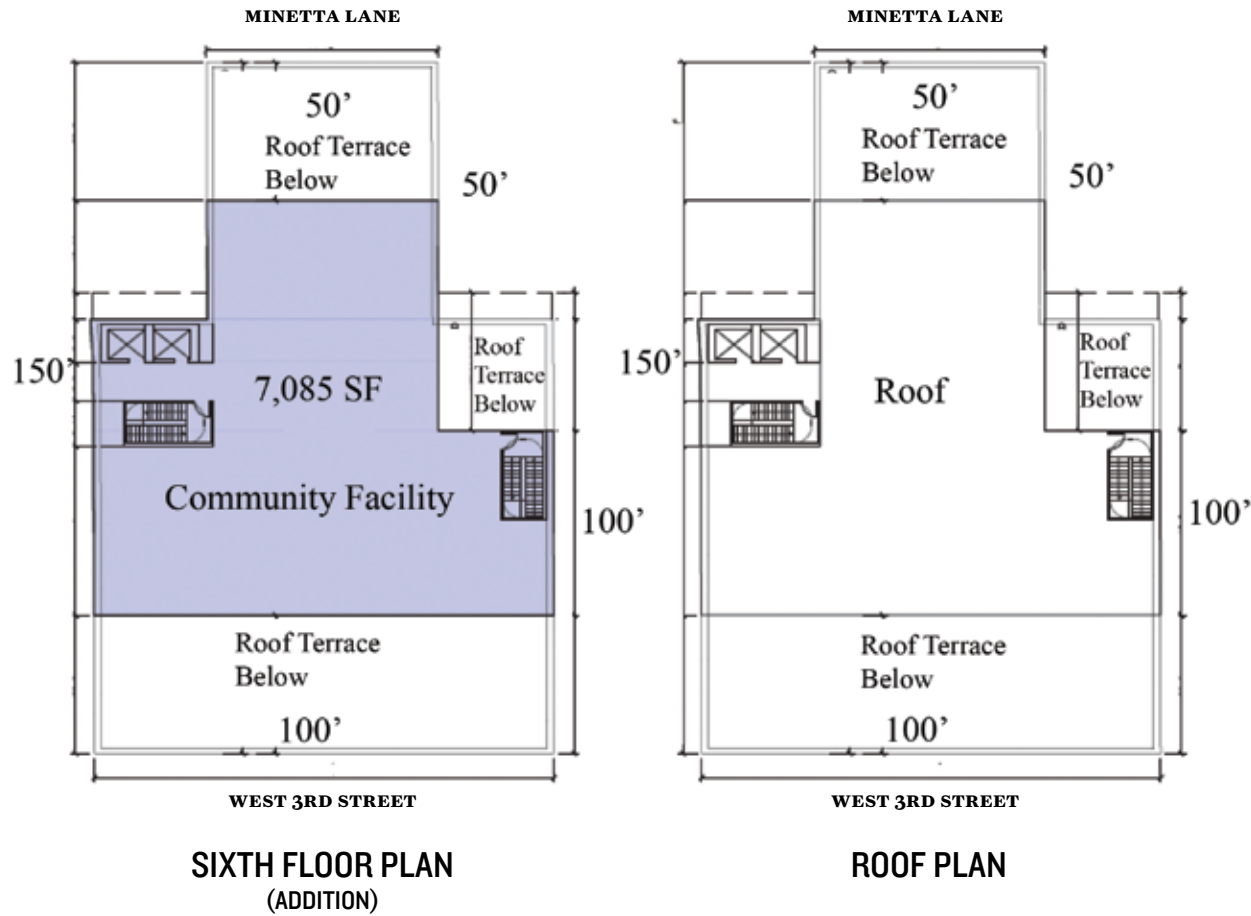 MINETTA LANE
50’
Roof Terrace
Below
50’
150’
7,085 SF
Roof
Terrace
Below
Community Facility
100’
Roof Terrace
Below
100’
WEST 3RD STREET
SIXTH FLOOR PLAN
(ADDITION)
MINETTA LANE
50’
Roof Terrace
Below
50’
150’
Roof
Roof
Terrace
Below
100’
Roof Terrace
Below
100’
WEST 3RD STREET
ROOF PLAN